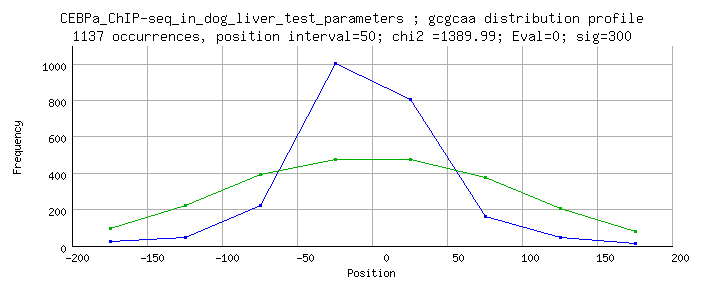 CEBPa_ChIP-seq_in_dog_liver_test_parameters ; gcgcaa distribution profile
1137 occurrences, position interval=50; chi2 =1389.99; Eval=0; sig=300
1000
800
600
400
200
0
Frequency
-200 -150 -100 -50 0 50 100 150 200
Position